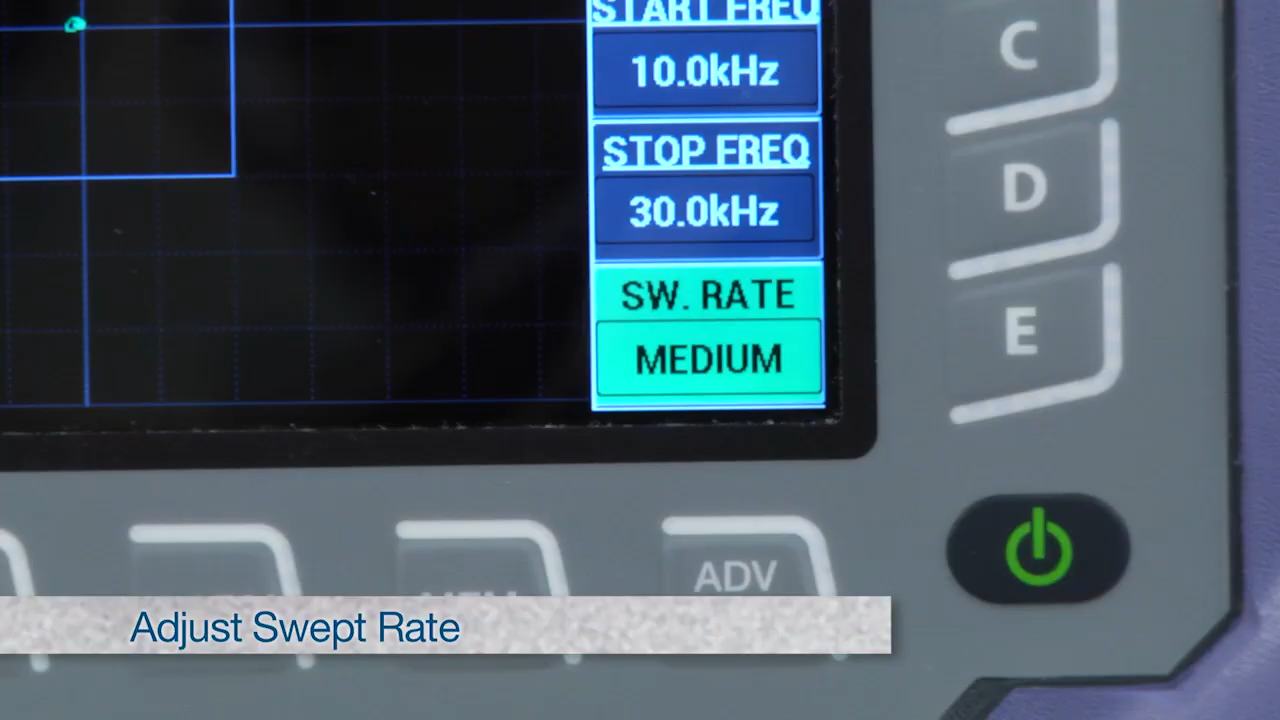 START FREQ
10.0kHz
STOP FREQ
30.0kHz
SW. RATE
MEDIUM
C
D
E
ADV
Adjust Swept Rate